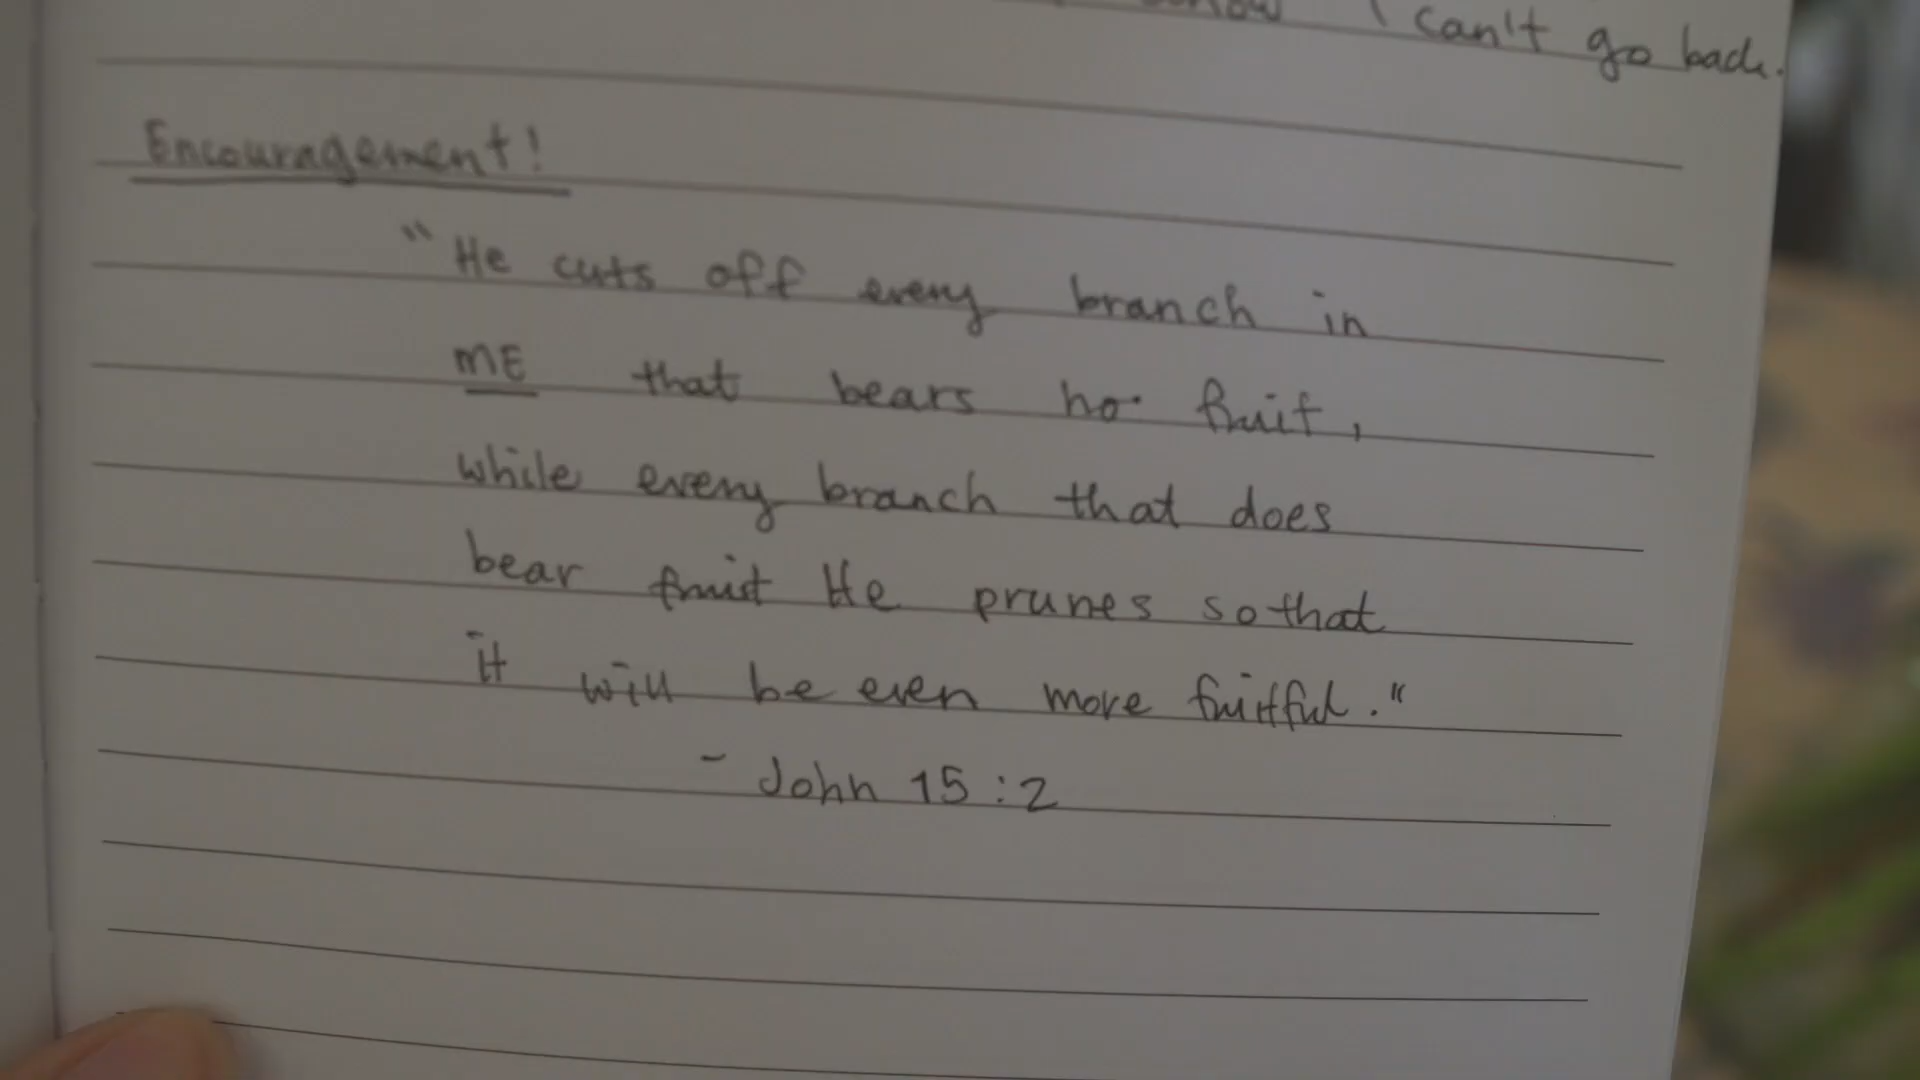 I can't go back.
Encouragement!
"He cuts off every branch in
ME that bears no fruit,
while every branch that does
bear fruit He prunes so that
it will be even more fruitful."
- John 15:2